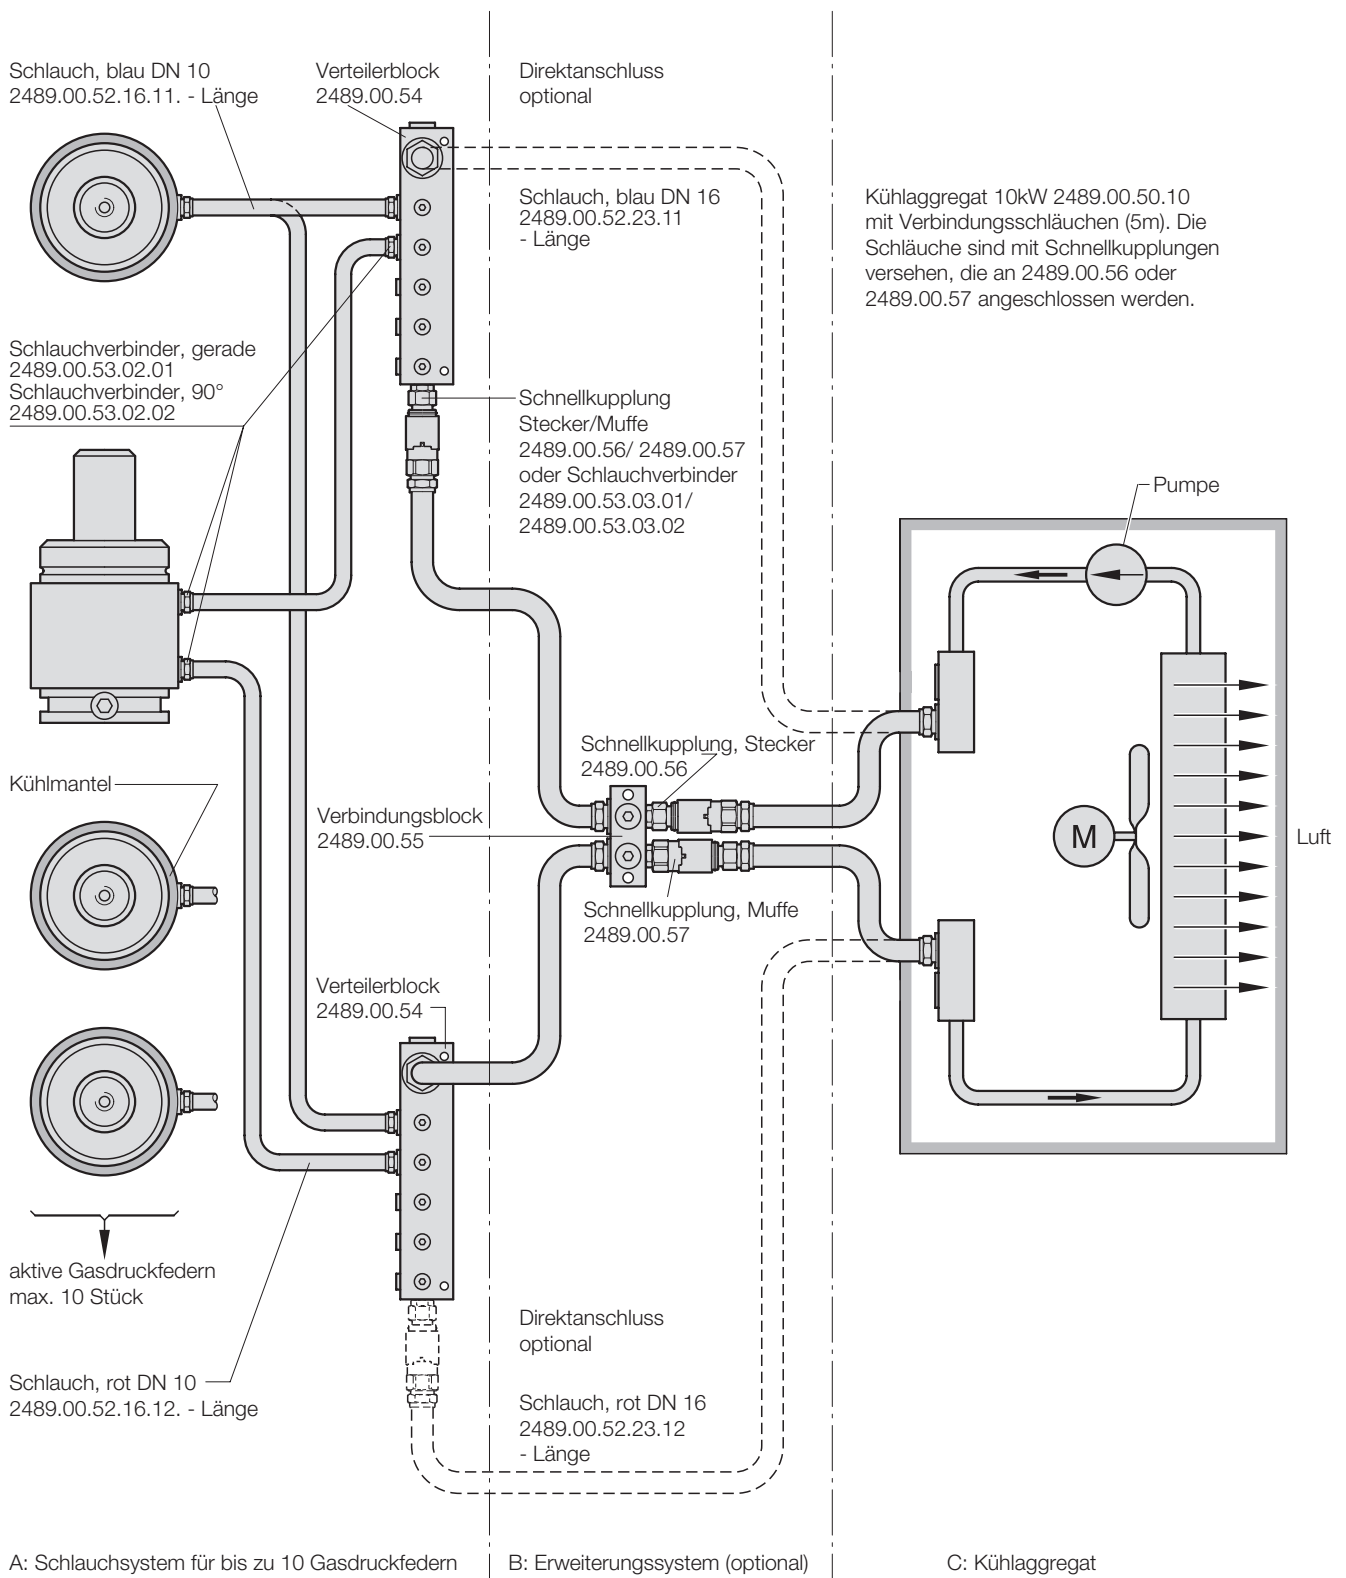 Schlauch, blau DN 10
2489.00.52.16.11. - Länge
Verteilerblock
2489.00.54
Direktanschluss
optional
Schlauch, blau DN 16
2489.00.52.23.11
- Länge
Kühlaggregat 10kW 2489.00.50.10
mit Verbindungsschläuchen (5m). Die
Schläuche sind mit Schnellkupplungen
versehen, die an 2489.00.56 oder
2489.00.57 angeschlossen werden.
Schlauchverbinder, gerade
2489.00.53.02.01
Schlauchverbinder, 90°
2489.00.53.02.02
Schnellkupplung
Stecker/Muffe
2489.00.56/ 2489.00.57
oder Schlauchverbinder
2489.00.53.03.01/
2489.00.53.03.02
Pumpe
Schnellkupplung, Stecker
2489.00.56
Kühlmantel
Verbindungsblock
2489.00.55
M
Luft
Schnellkupplung, Muffe
2489.00.57
Verteilerblock
2489.00.54
aktive Gasdruckfedern
max. 10 Stück
Direktanschluss
optional
Schlauch, rot DN 10
2489.00.52.16.12. - Länge
Schlauch, rot DN 16
2489.00.52.23.12
- Länge
A: Schlauchsystem für bis zu 10 Gasdruckfedern
B: Erweiterungssystem (optional)
C: Kühlaggregat